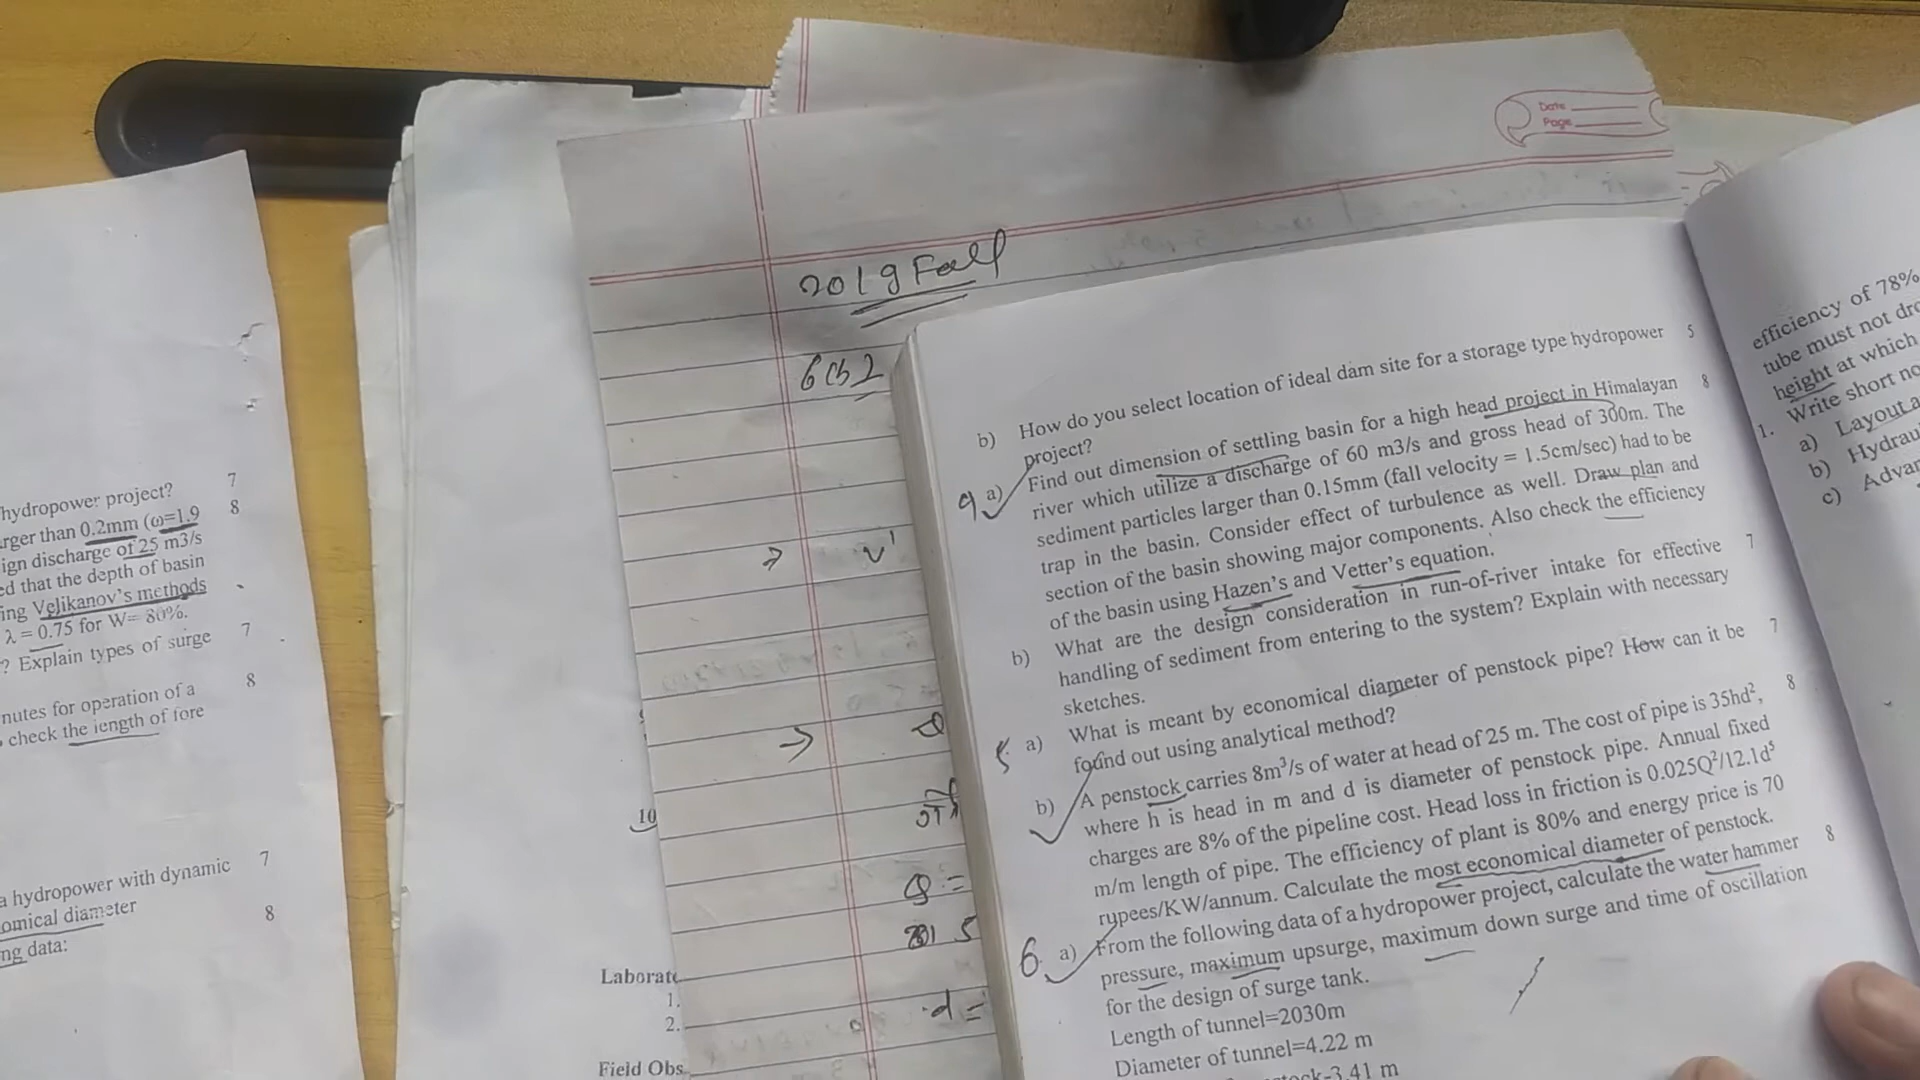 hydropower project? 7
rger than 0.2mm (ω=1.9 8
ign discharge of 25 m3/s
ed that the depth of basin
ing Velikanov's methods
λ = 0.75 for W= 80%.
? Explain types of surge 7
nutes for operation of a 8
check the length of fore
a hydropower with dynamic 7
omical diameter 8
ng data:
Date
Page
2019 Fall
10
Laborato
1.
2.
Field Obs
b) How do you select location of ideal dam site for a storage type hydropower 5
project?
4 a) Find out dimension of settling basin for a high head project in Himalayan 8
river which utilize a discharge of 60 m3/s and gross head of 300m. The
sediment particles larger than 0.15mm (fall velocity = 1.5cm/sec) had to be
trap in the basin. Consider effect of turbulence as well. Draw plan and
section of the basin showing major components. Also check the efficiency
of the basin using Hazen's and Vetter's equation.
b) What are the design consideration in run-of-river intake for effective 7
handling of sediment from entering to the system? Explain with necessary
sketches.
5 a) What is meant by economical diameter of penstock pipe? How can it be 7
found out using analytical method?
b) A penstock carries 8m³/s of water at head of 25 m. The cost of pipe is 35hd², 8
where h is head in m and d is diameter of penstock pipe. Annual fixed
charges are 8% of the pipeline cost. Head loss in friction is 0.025Q²/12.1d⁵
m/m length of pipe. The efficiency of plant is 80% and energy price is 70
rupees/KW/annum. Calculate the most economical diameter of penstock.
6. a) From the following data of a hydropower project, calculate the water hammer 8
pressure, maximum upsurge, maximum down surge and time of oscillation
for the design of surge tank.
Length of tunnel=2030m
Diameter of tunnel=4.22 m
tock-3.41 m
efficiency of 78%
tube must not dro
height at which
1. Write short no
a) Layout a
b) Hydrau
c) Advan